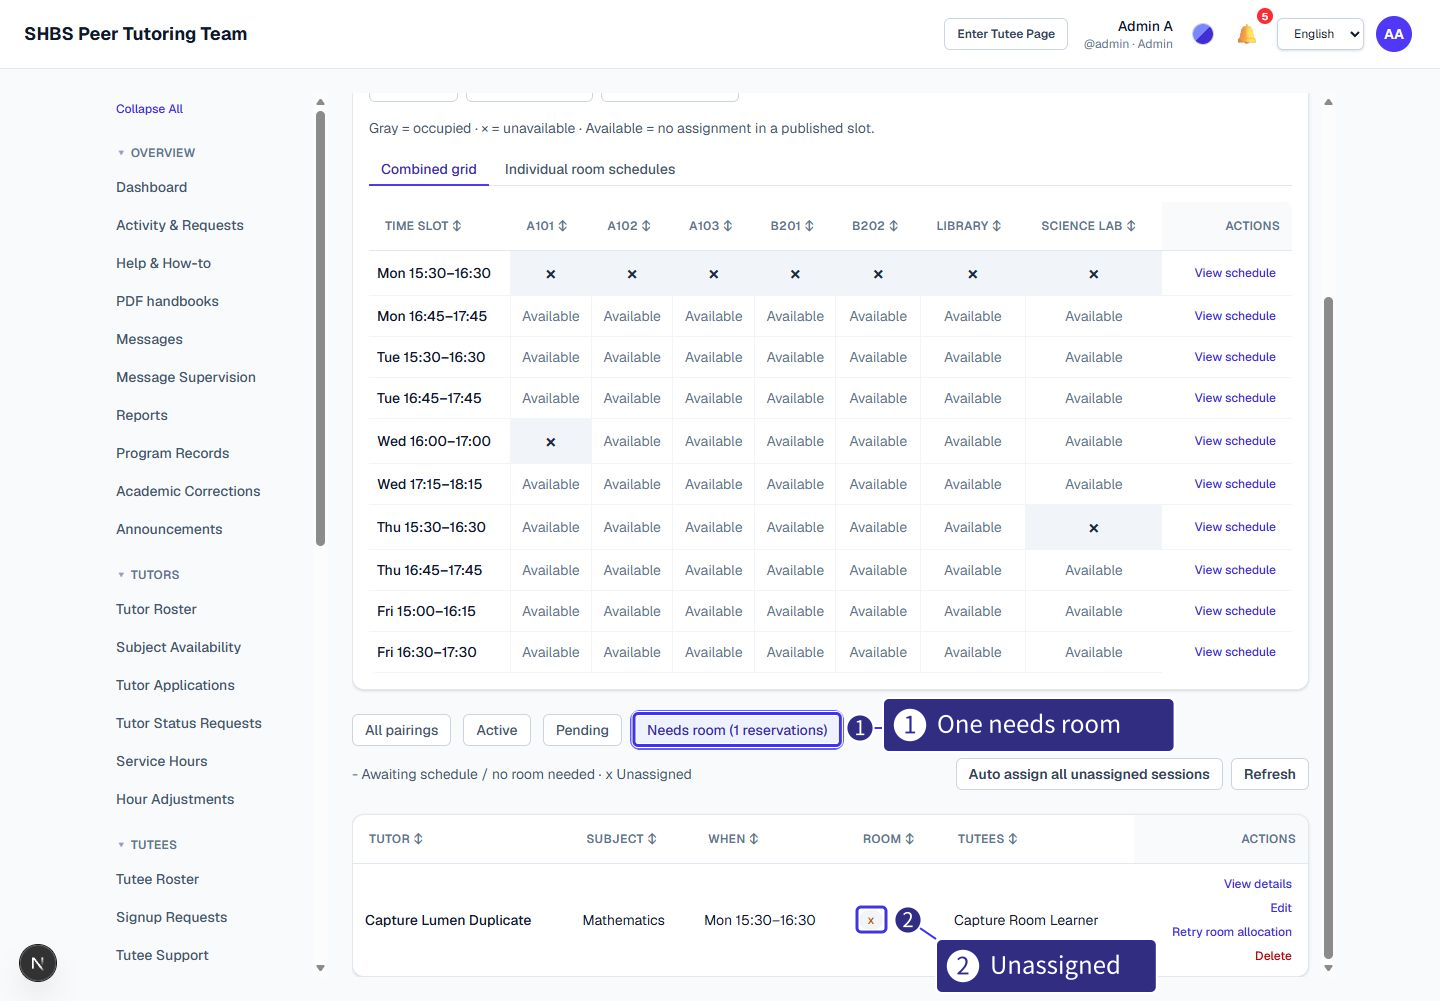 SHBS Peer Tutoring Team
Enter Tutee Page
Admin A
@admin · Admin
5
English
AA
Collapse All
OVERVIEW
Dashboard
Activity & Requests
Help & How-to
PDF handbooks
Messages
Message Supervision
Reports
Program Records
Academic Corrections
Announcements
TUTORS
Tutor Roster
Subject Availability
Tutor Applications
Tutor Status Requests
Service Hours
Hour Adjustments
TUTEES
Tutee Roster
Signup Requests
Tutee Support
N
Gray = occupied · × = unavailable · Available = no assignment in a published slot.
Combined grid Individual room schedules
TIME SLOT A101 A102 A103 B201 B202 LIBRARY SCIENCE LAB ACTIONS
Mon 15:30–16:30 × × × × × × × View schedule
Mon 16:45–17:45 Available Available Available Available Available Available Available View schedule
Tue 15:30–16:30 Available Available Available Available Available Available Available View schedule
Tue 16:45–17:45 Available Available Available Available Available Available Available View schedule
Wed 16:00–17:00 × Available Available Available Available Available Available View schedule
Wed 17:15–18:15 Available Available Available Available Available Available Available View schedule
Thu 15:30–16:30 Available Available Available Available Available Available × View schedule
Thu 16:45–17:45 Available Available Available Available Available Available Available View schedule
Fri 15:00–16:15 Available Available Available Available Available Available Available View schedule
Fri 16:30–17:30 Available Available Available Available Available Available Available View schedule
All pairings Active Pending Needs room (1 reservations) 1 1 One needs room
- Awaiting schedule / no room needed · x Unassigned
Auto assign all unassigned sessions Refresh
TUTOR SUBJECT WHEN ROOM TUTEES ACTIONS
Capture Lumen Duplicate Mathematics Mon 15:30–16:30 x 2 Capture Room Learner
View details
Edit
Retry room allocation
Delete
2 Unassigned